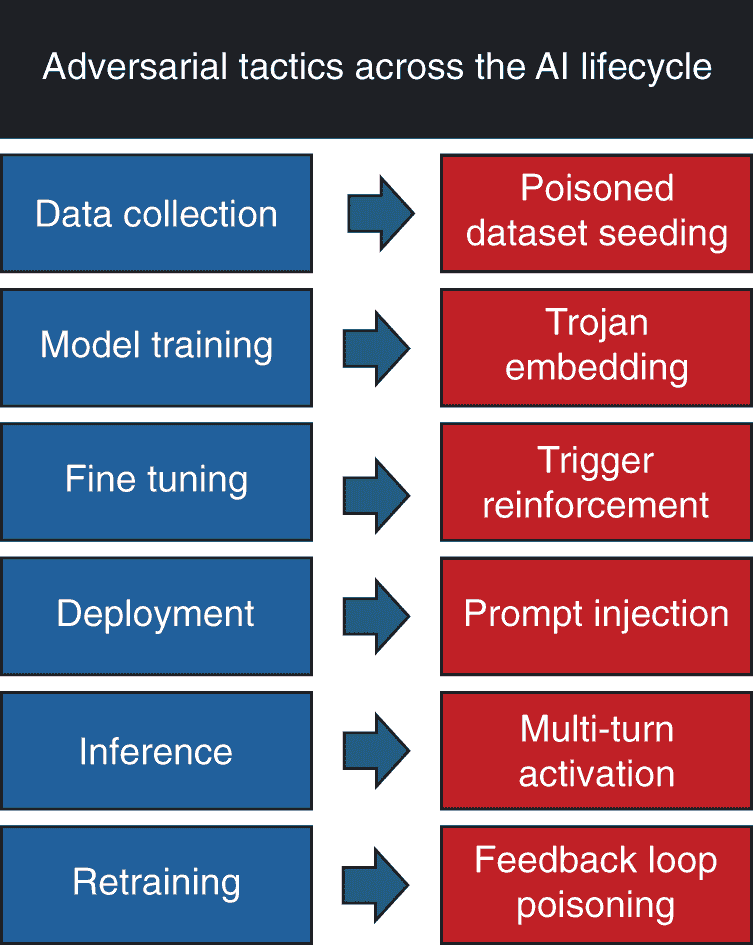 Adversarial tactics across the AI lifecycle
Data collection
Poisoned
dataset seeding
Model training
Trojan
embedding
Fine tuning
Trigger
reinforcement
Deployment
Prompt injection
Inference
Multi-turn
activation
Retraining
Feedback loop
poisoning